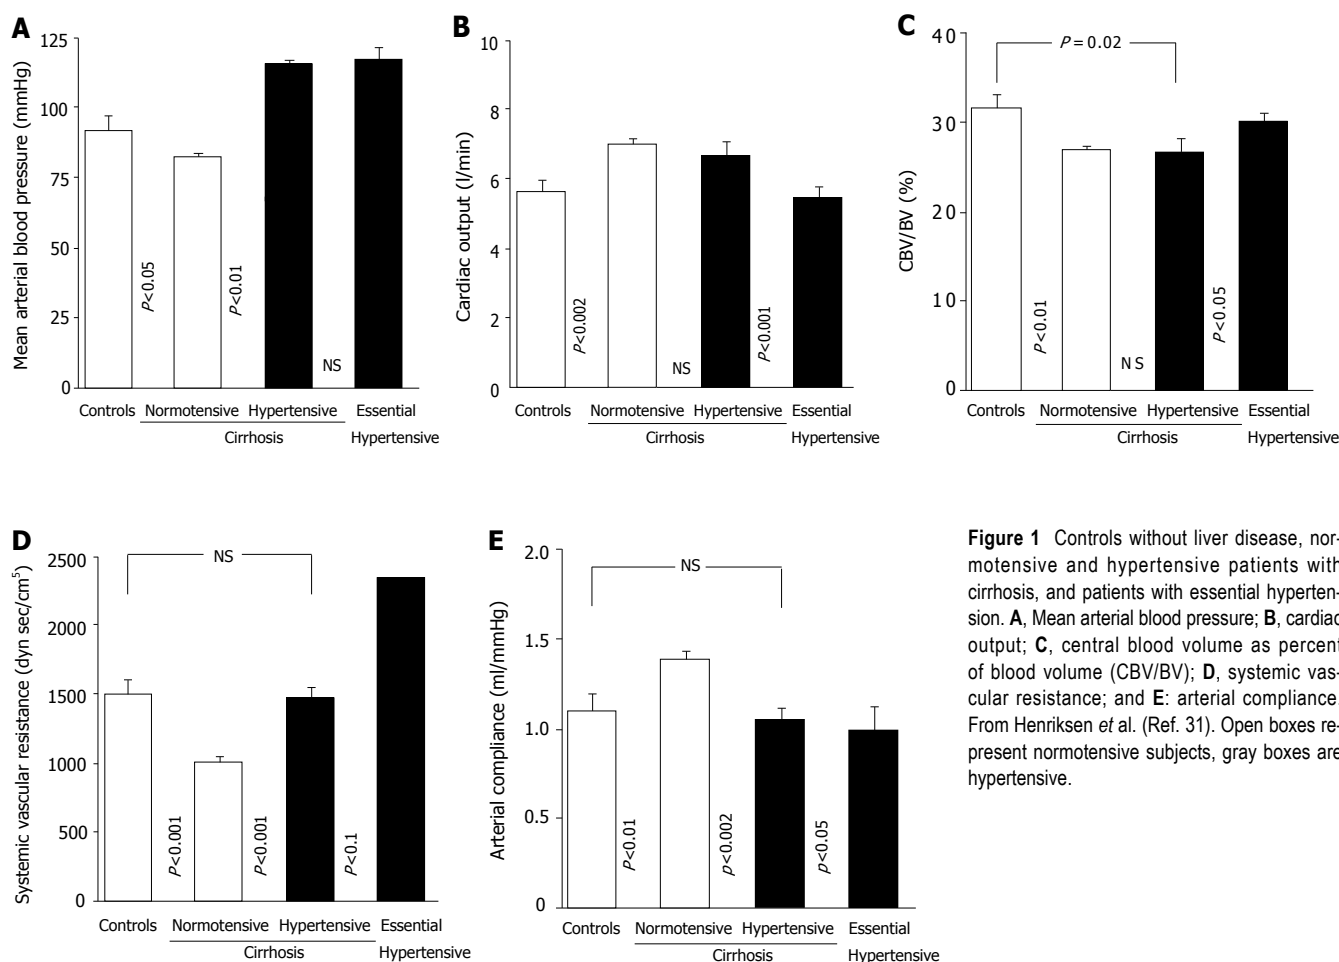 A
Mean arterial blood pressure (mmHg)
125
100
75
50
25
0
P<0.05
P<0.01
NS
Controls
Normotensive
Hypertensive
Essential
Cirrhosis
Hypertensive
B
Cardiac output (l/min)
10
8
6
4
2
0
P<0.002
NS
P<0.001
Controls
Normotensive
Hypertensive
Essential
Cirrhosis
Hypertensive
C
CBV/BV (%)
40
30
20
10
0
P = 0.02
P<0.01
N S
P<0.05
Controls
Normotensive
Hypertensive
Essential
Cirrhosis
Hypertensive
D
Systemic vascular resistance (dyn sec/cm5)
2500
2000
1500
1000
500
0
NS
P<0.001
P<0.001
P<0.1
Controls
Normotensive
Hypertensive
Essential
Cirrhosis
Hypertensive
E
Arterial compliance (ml/mmHg)
2.0
1.5
1.0
0.5
0
NS
P<0.01
p<0.002
p<0.05
Controls
Normotensive
Hypertensive
Essential
Cirrhosis
Hypertensive
Figure 1 Controls without liver disease, nor-
motensive and hypertensive patients with
cirrhosis, and patients with essential hyperten-
sion. A, Mean arterial blood pressure; B, cardiac
output; C, central blood volume as percent
of blood volume (CBV/BV); D, systemic vas-
cular resistance; and E: arterial compliance.
From Henriksen et al. (Ref. 31). Open boxes re-
present normotensive subjects, gray boxes are
hypertensive.